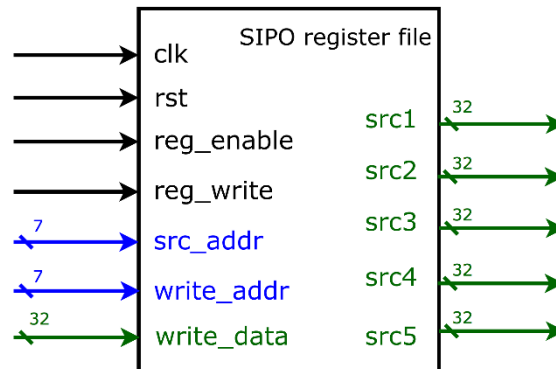 SIPO register file
clk
rst
reg_enable
reg_write
7
src_addr
7
write_addr
32
write_data
32
src1
32
src2
32
src3
32
src4
32
src5